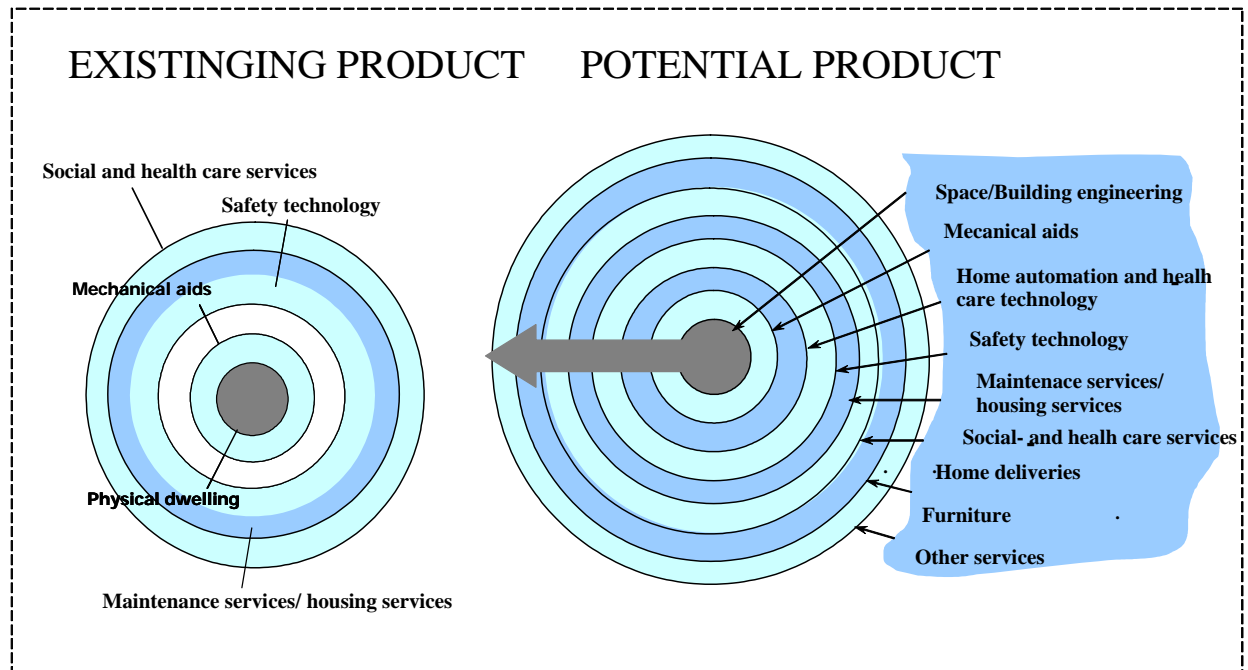 EXISTINGING PRODUCT
POTENTIAL PRODUCT
Social and health care services
Safety technology
Mechanical aids
Physical dwelling
Maintenance services/ housing services
Space/Building engineering
Mecanical aids
Home automation and healh
care technology
Safety technology
Maintenace services/
housing services
Social- and healh care services
Home deliveries
Furniture
Other services